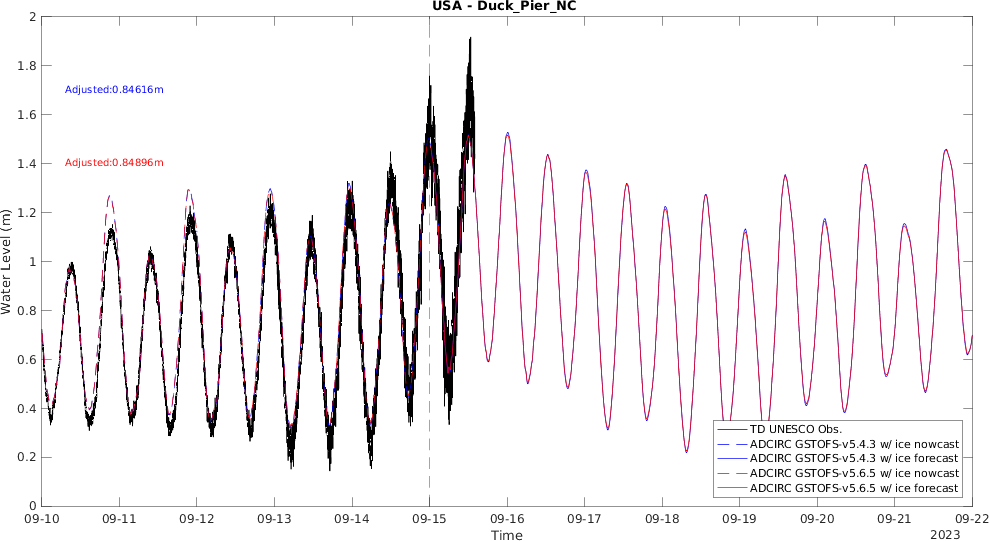 USA - Duck_Pier_NC
2
1.8
1.6
1.4
1.2
1
0.8
0.6
0.4
0.2
0
Water Level (m)
Adjusted:0.84616m
Adjusted:0.84896m
TD UNESCO Obs.
ADCIRC GSTOFS-v5.4.3 w/ ice nowcast
ADCIRC GSTOFS-v5.4.3 w/ ice forecast
ADCIRC GSTOFS-v5.6.5 w/ ice nowcast
ADCIRC GSTOFS-v5.6.5 w/ ice forecast
09-10 09-11 09-12 09-13 09-14 09-15 09-16 09-17 09-18 09-19 09-20 09-21 09-22
Time
2023